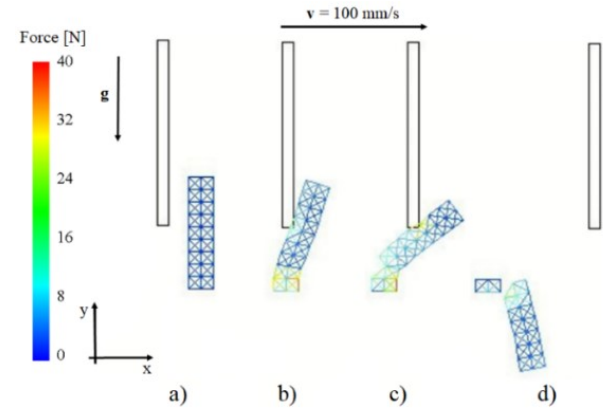 v = 100 mm/s
Force [N]
40
g
32
24
16
8
y
0
x
a) b) c) d)